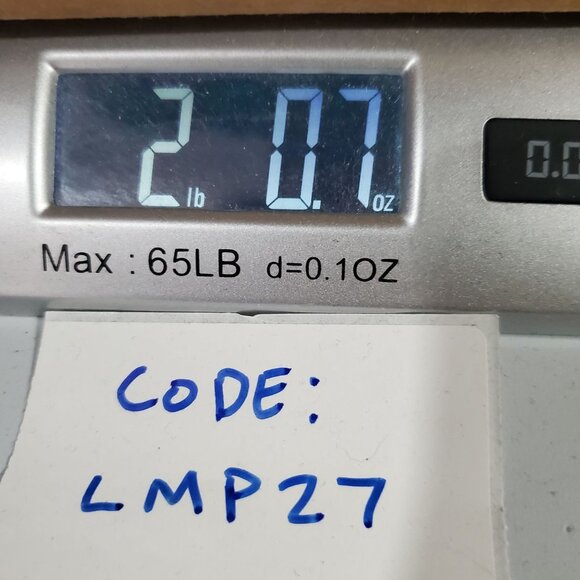 2 lb 0.7 oz
0.0
Max : 65LB d=0.1OZ
CODE:
LMP27